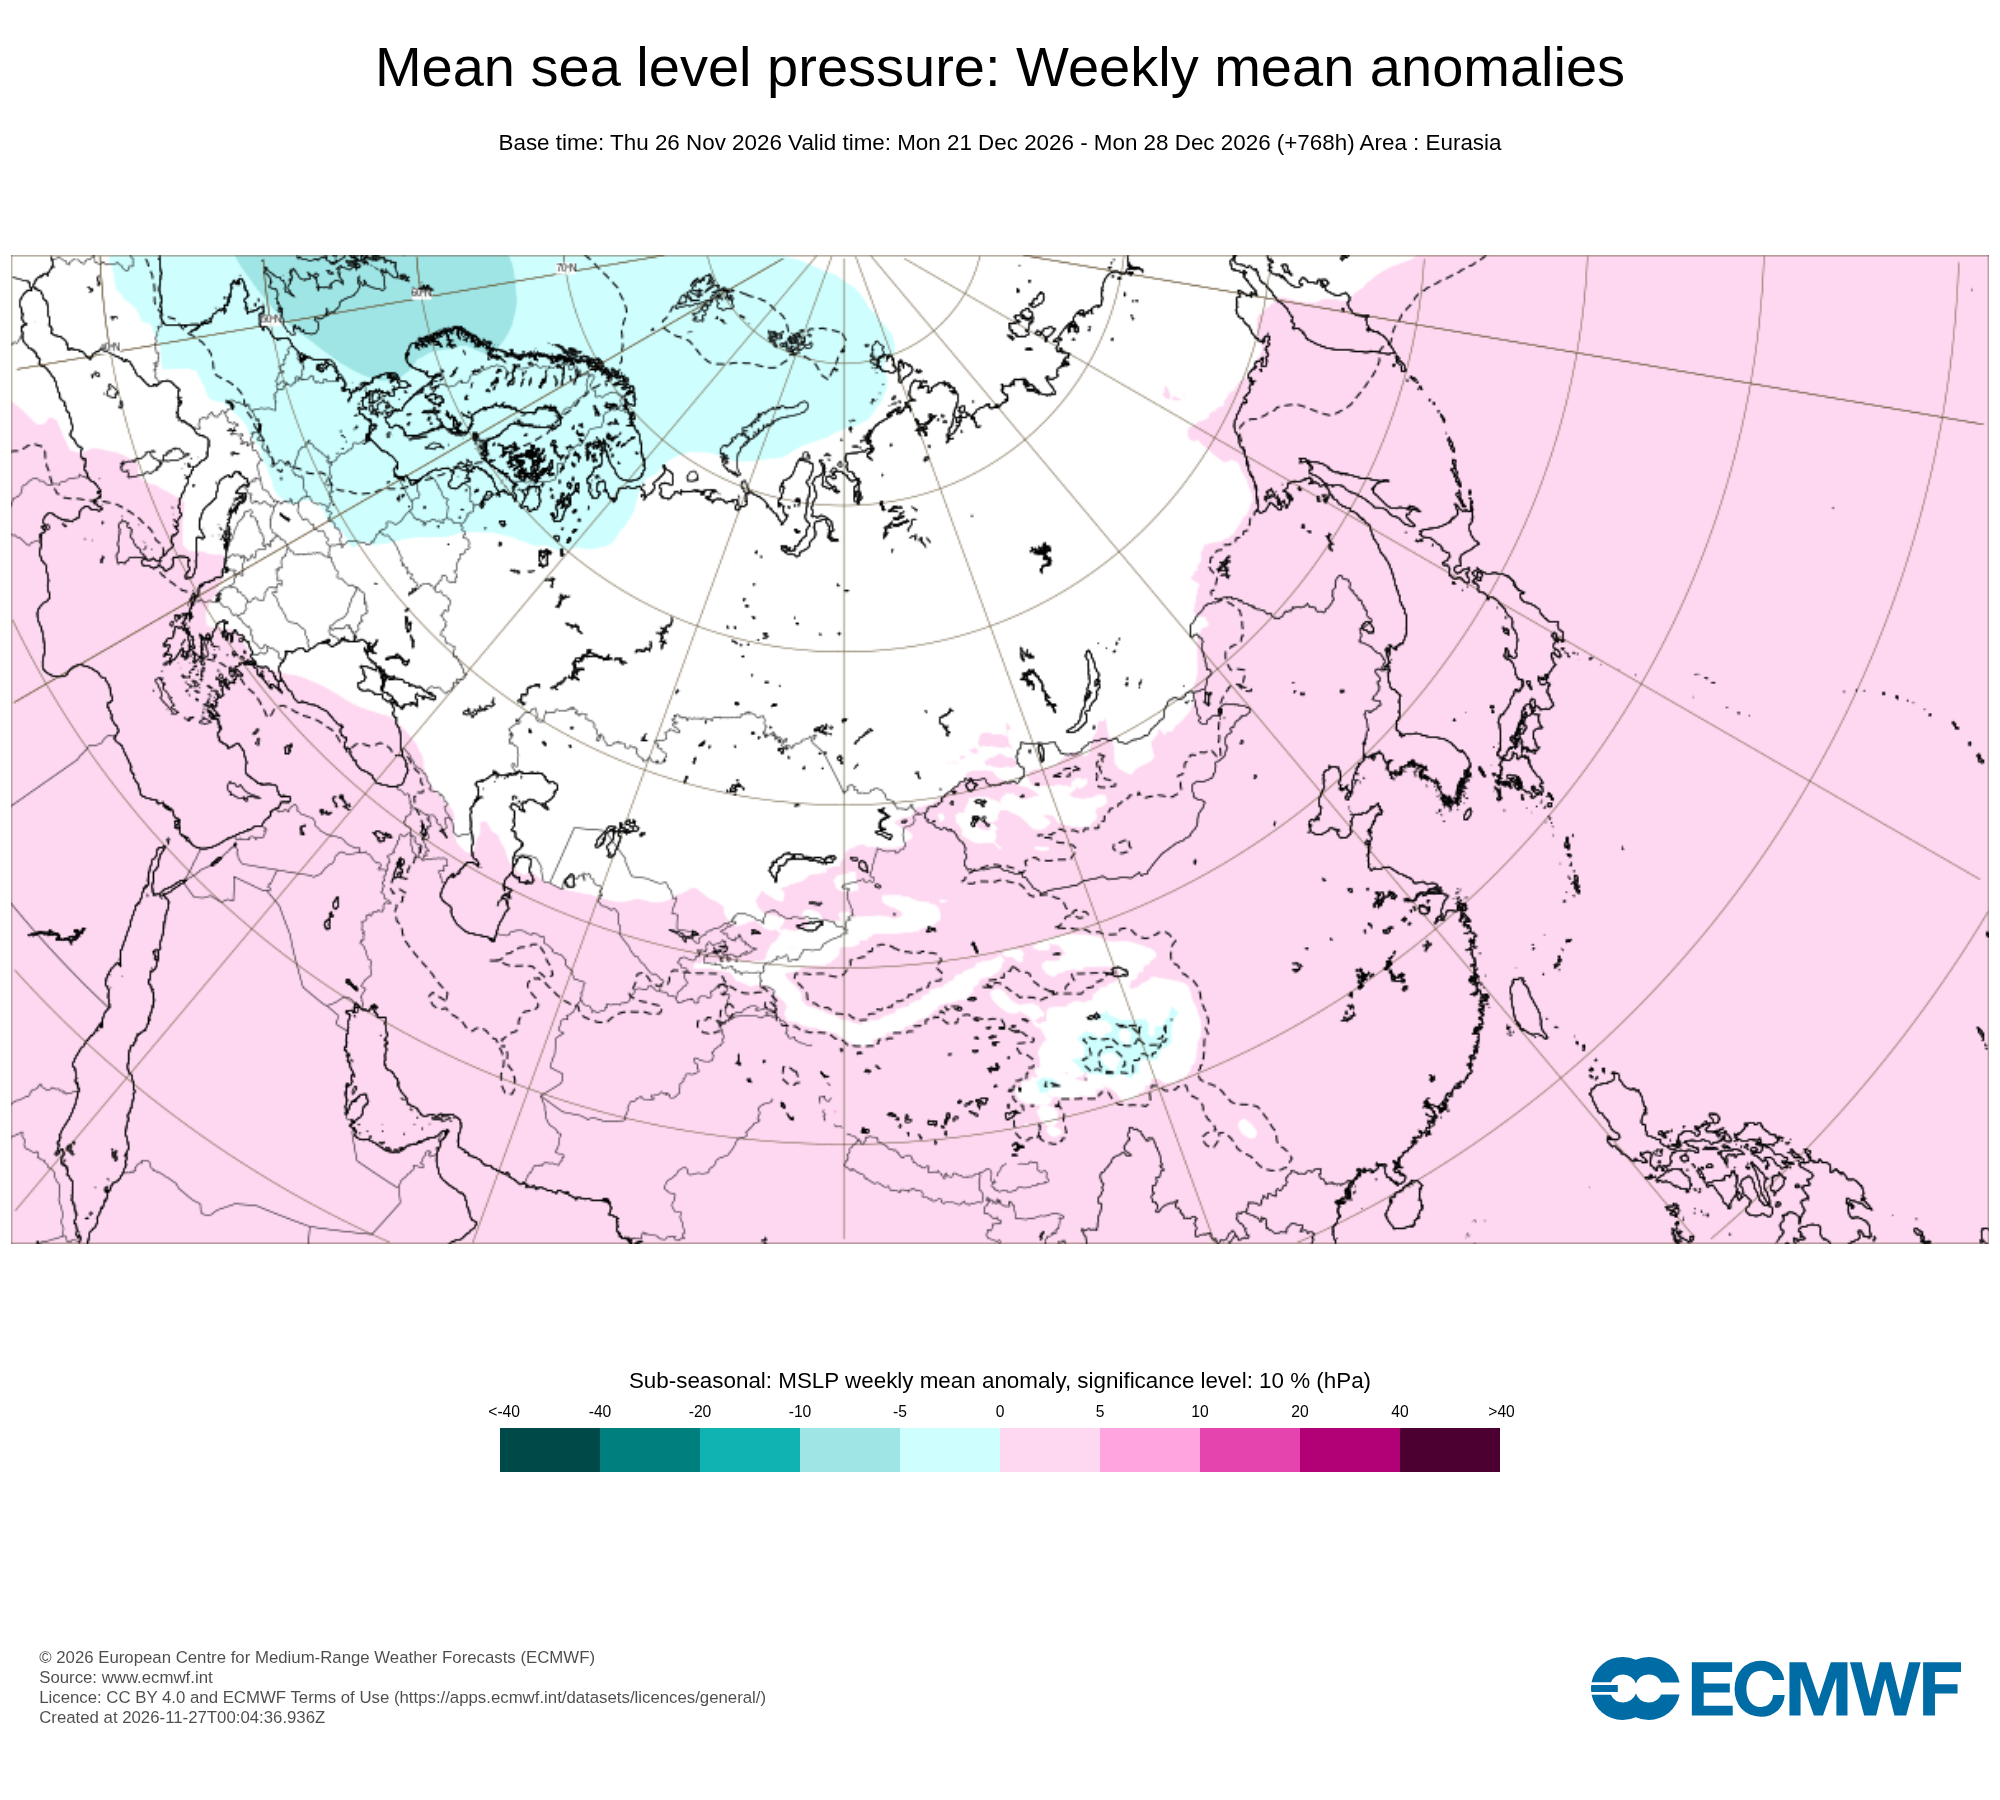 Mean sea level pressure: Weekly mean anomalies
Base time: Thu 26 Nov 2026 Valid time: Mon 21 Dec 2026 - Mon 28 Dec 2026 (+768h) Area : Eurasia
70°N
60°N
50°N
40°N
Sub-seasonal: MSLP weekly mean anomaly, significance level: 10 % (hPa)
<-40 -40 -20 -10 -5 0 5 10 20 40 >40
© 2026 European Centre for Medium-Range Weather Forecasts (ECMWF)
Source: www.ecmwf.int
Licence: CC BY 4.0 and ECMWF Terms of Use (https://apps.ecmwf.int/datasets/licences/general/)
Created at 2026-11-27T00:04:36.936Z
ECMWF